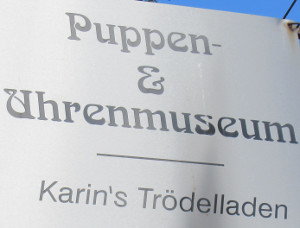 Puppen-
&
Uhrenmuseum
Karin's Trödelladen